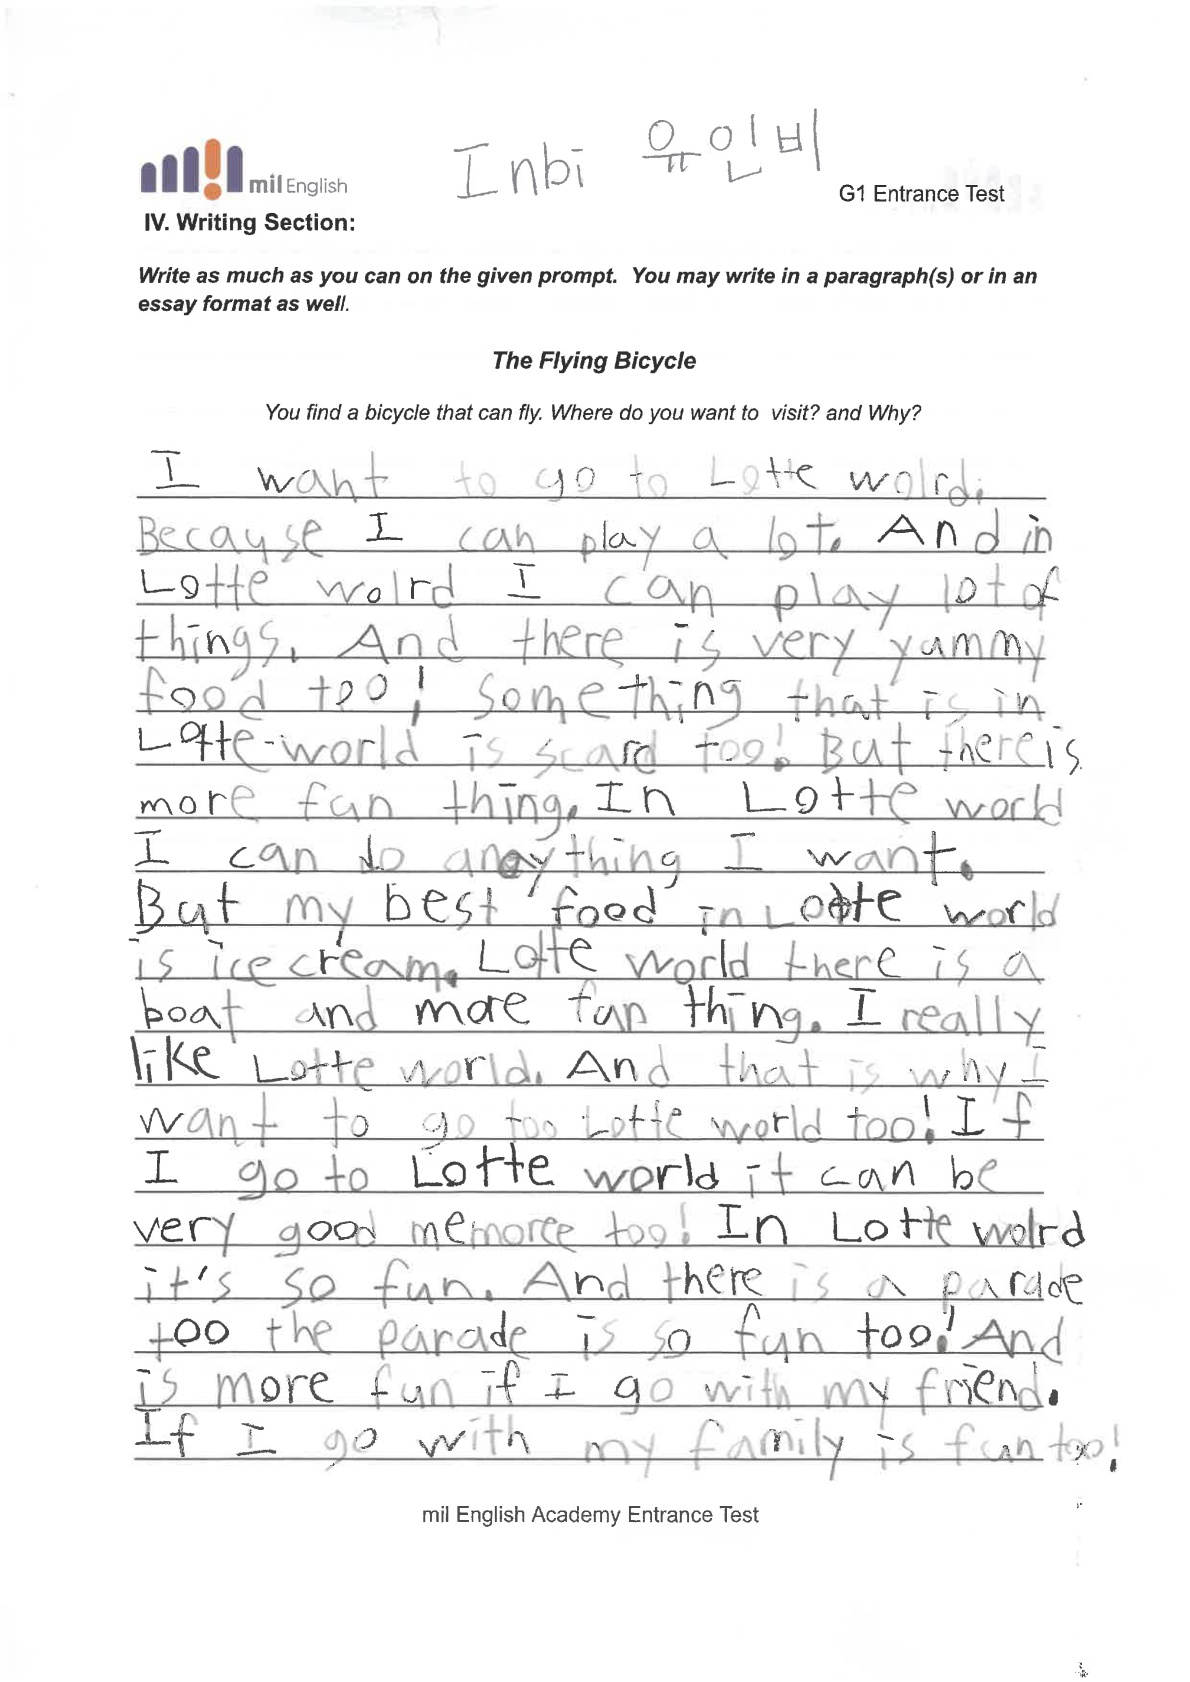 Inbi 유인비
mil English
G1 Entrance Test
IV. Writing Section:
Write as much as you can on the given prompt. You may write in a paragraph(s) or in an
essay format as well.
The Flying Bicycle
You find a bicycle that can fly. Where do you want to visit? and Why?
I want to go to Lotte wolrd.
Because I can play a lot. And in
Lotte wolrd I can play lot of
things. And there is very yammy
food too! Something that is in
Lotte-world is scard too! But there is
more fan thing. In Lotte world
I can do anything I want.
But my best food in Lotte world
is ice cream. Lotte world there is a
boat and more fun thing. I really
like Lotte world. And that is why I
want to go too Lotte world too! If
I go to Lotte world it can be
very good memoree too! In Lotte wolrd
it's so fun. And there is a parade
too the parade is so fun too! And
is more fun if I go with my friend.
If I go with my family is fun too!
mil English Academy Entrance Test